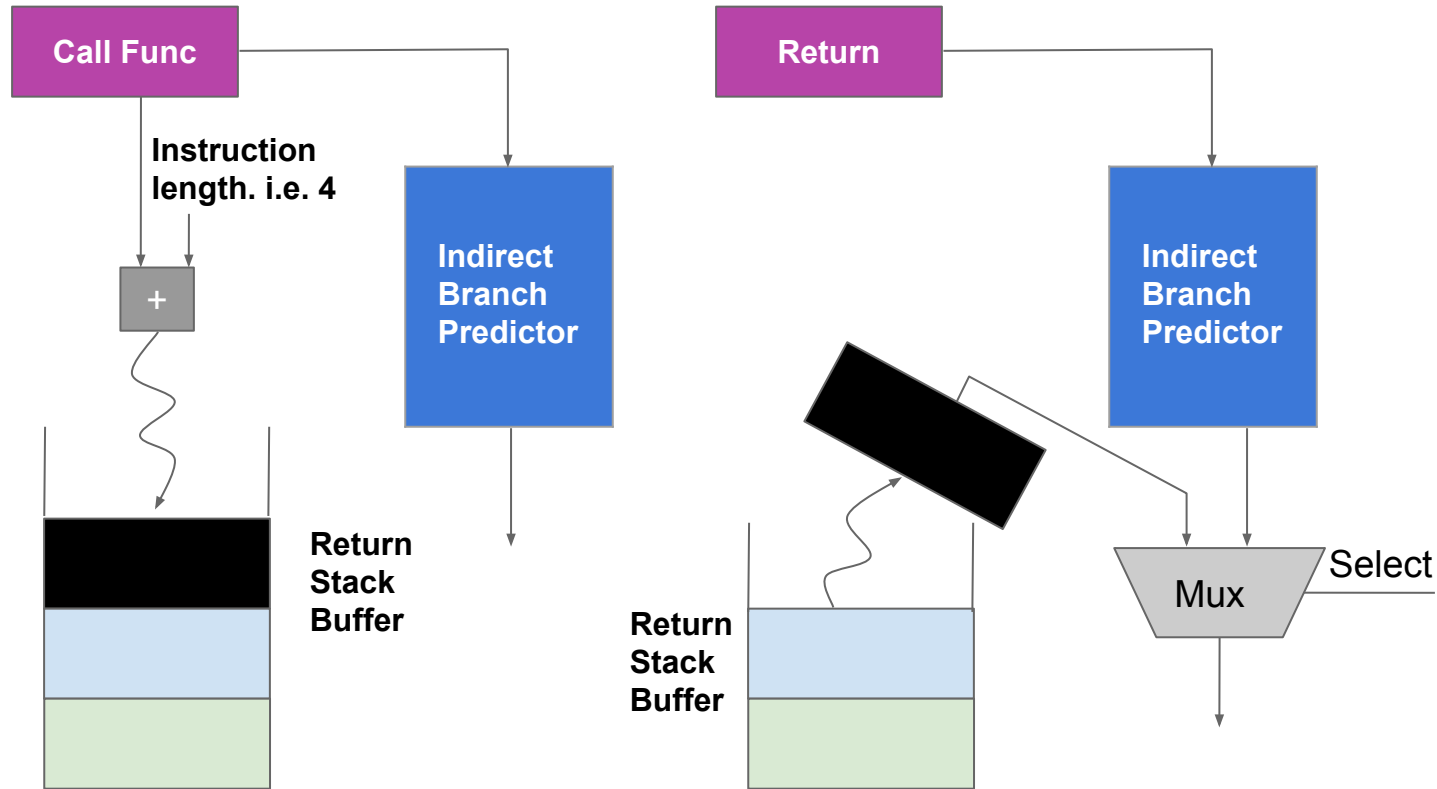 Call Func
Return
Instruction
length. i.e. 4
+
Indirect
Branch
Predictor
Indirect
Branch
Predictor
Return
Stack
Buffer
Select
Mux
Return
Stack
Buffer